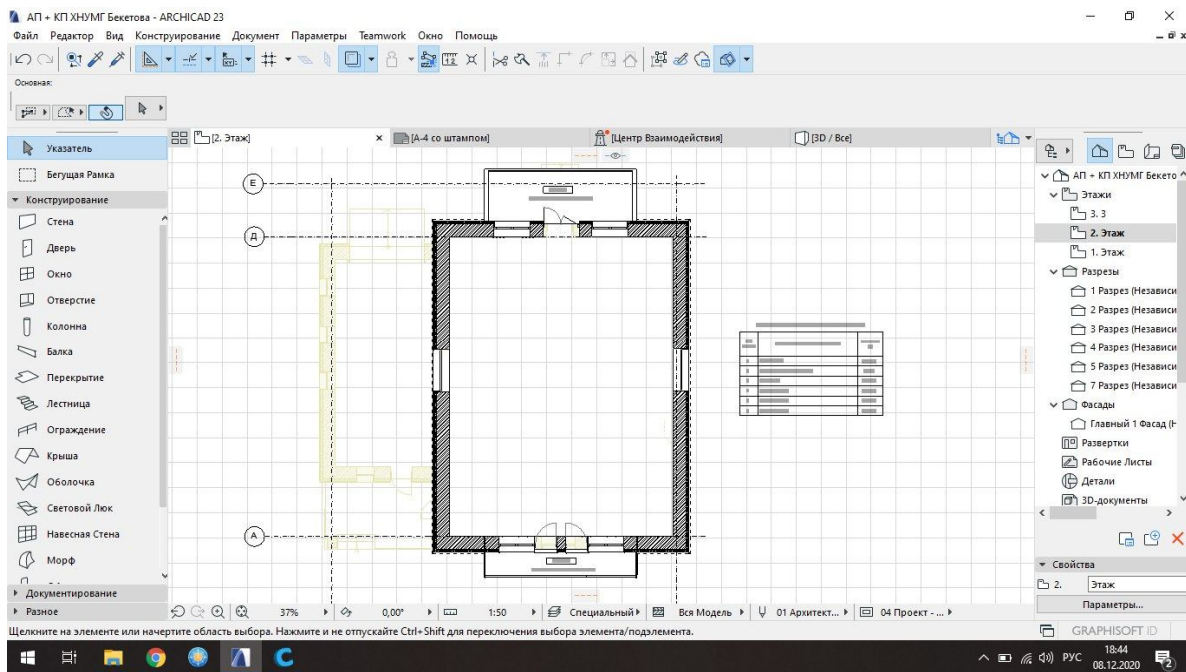 АП + КП ХНУМГ Бекетова - ARCHICAD 23
Файл Редактор Вид Конструирование Документ Параметры Teamwork Окно Помощь
Основная:
[2. Этаж]
[А-4 со штампом]
[Центр Взаимодействия]
[3D / Все]
Указатель
Бегущая Рамка
Конструирование
Стена
Дверь
Окно
Отверстие
Колонна
Балка
Перекрытие
Лестница
Ограждение
Крыша
Оболочка
Световой Люк
Навесная Стена
Морф
Документирование
Разное
Е
Д
А
АП + КП ХНУМГ Бекето
Этажи
3. 3
2. Этаж
1. Этаж
Разрезы
1 Разрез (Независи
2 Разрез (Независи
3 Разрез (Независи
4 Разрез (Независи
5 Разрез (Независи
7 Разрез (Независи
Фасады
Главный 1 Фасад (Н
Развертки
Рабочие Листы
Детали
3D-документы
Свойства
2. Этаж
Параметры...
37% 0,00° 1:50 Специальный Вся Модель 01 Архитект... 04 Проект - ...
Щелкните на элементе или начертите область выбора. Нажмите и не отпускайте Ctrl+Shift для переключения выбора элемента/подэлемента.
GRAPHISOFT ID
РУС
18:44
08.12.2020
2